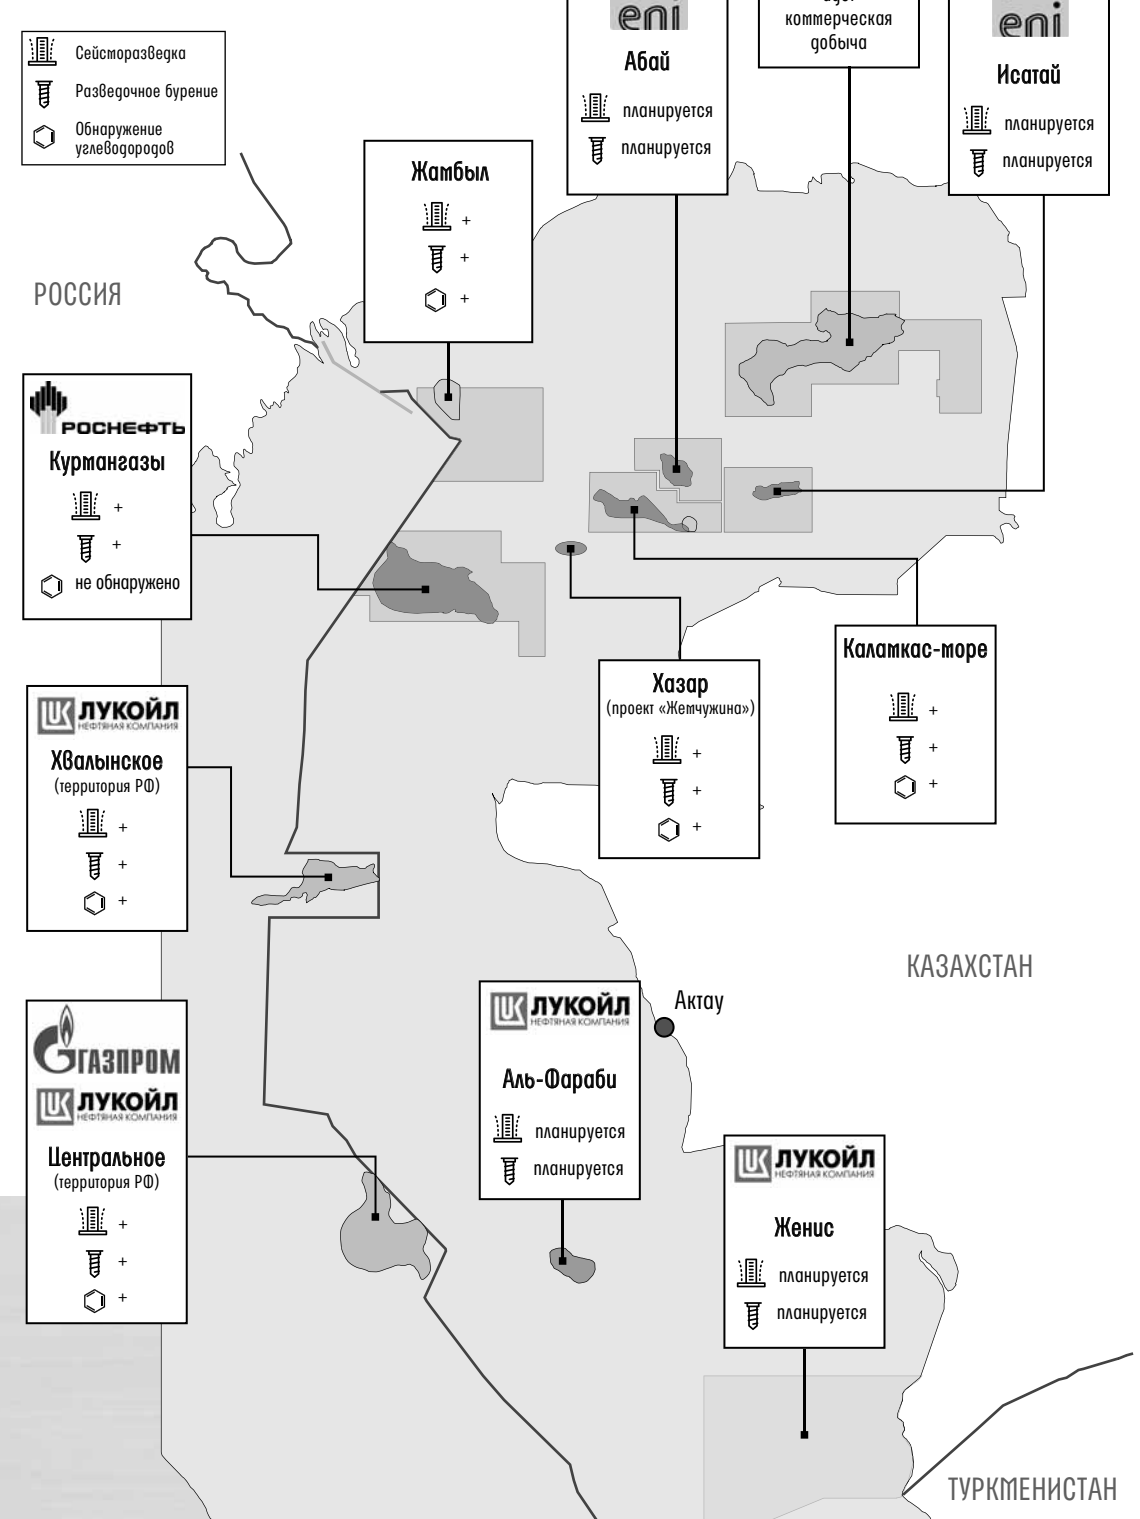 Сейсморазведка
Разведочное бурение
Обнаружение
углеводородов
eni
Абай
планируется
планируется
коммерческая
добыча
eni
Исатай
планируется
планируется
Жамбыл
+
+
+
РОССИЯ
РОСНЕФТЬ
Курмангазы
+
+
не обнаружено
Каламкас-море
+
+
+
Хазар
(проект «Жемчужина»)
+
+
+
ЛУКОЙЛ
НЕФТЯНАЯ КОМПАНИЯ
Хвалынское
(территория РФ)
+
+
+
КАЗАХСТАН
Актау
ЛУКОЙЛ
НЕФТЯНАЯ КОМПАНИЯ
Аль-Фараби
планируется
планируется
ГАЗПРОМ
ЛУКОЙЛ
НЕФТЯНАЯ КОМПАНИЯ
Центральное
(территория РФ)
+
+
+
ЛУКОЙЛ
НЕФТЯНАЯ КОМПАНИЯ
Женис
планируется
планируется
ТУРКМЕНИСТАН